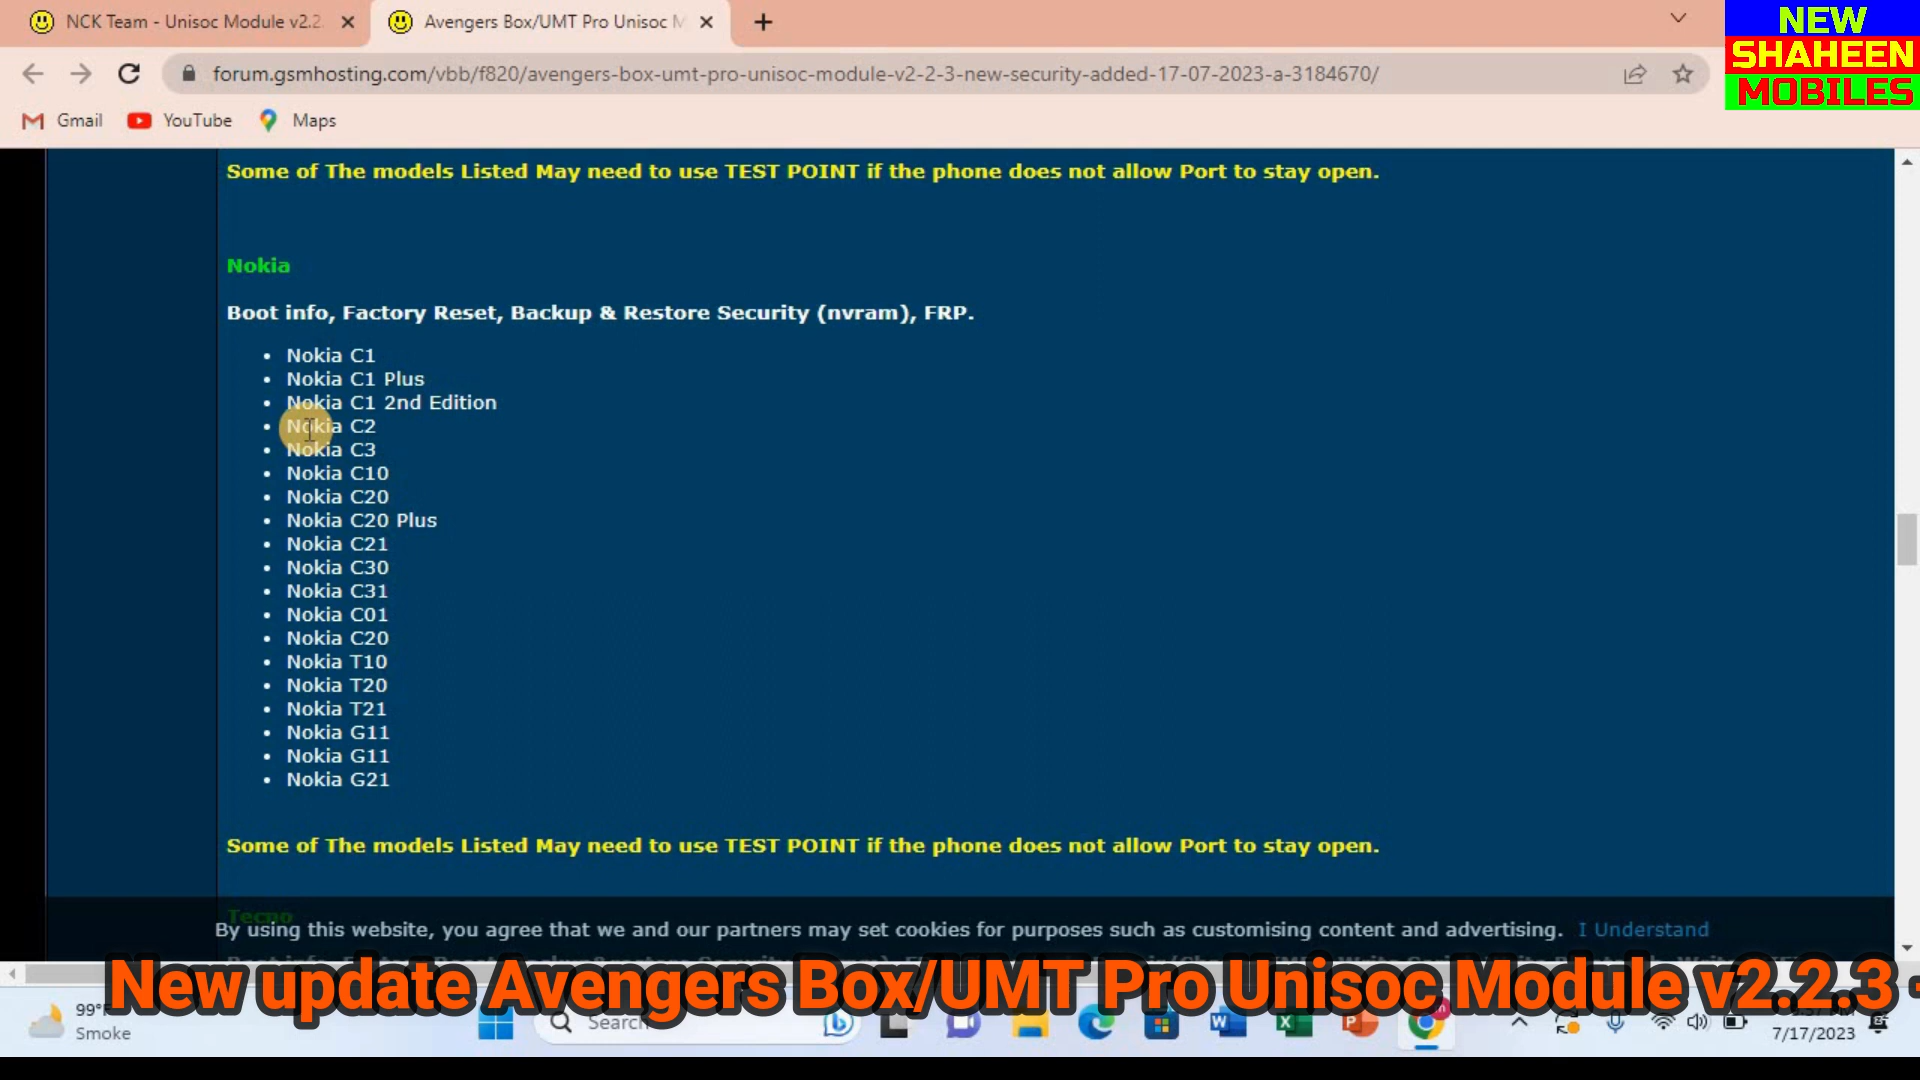 NCK Team - Unisoc Module v2.2
Avengers Box/UMT Pro Unisoc M
NEW
SHAHEEN
MOBILES
forum.gsmhosting.com/vbb/f820/avengers-box-umt-pro-unisoc-module-v2-2-3-new-security-added-17-07-2023-a-3184670/
Gmail
YouTube
Maps
Some of The models Listed May need to use TEST POINT if the phone does not allow Port to stay open.
Nokia
Boot info, Factory Reset, Backup & Restore Security (nvram), FRP.
• Nokia C1
• Nokia C1 Plus
• Nokia C1 2nd Edition
• Nokia C2
• Nokia C3
• Nokia C10
• Nokia C20
• Nokia C20 Plus
• Nokia C21
• Nokia C30
• Nokia C31
• Nokia C01
• Nokia C20
• Nokia T10
• Nokia T20
• Nokia T21
• Nokia G11
• Nokia G11
• Nokia G21
Some of The models Listed May need to use TEST POINT if the phone does not allow Port to stay open.
Tecno
By using this website, you agree that we and our partners may set cookies for purposes such as customising content and advertising. I Understand
New update Avengers Box/UMT Pro Unisoc Module v2.2.3 -
99°F
Smoke
Search
7/17/2023